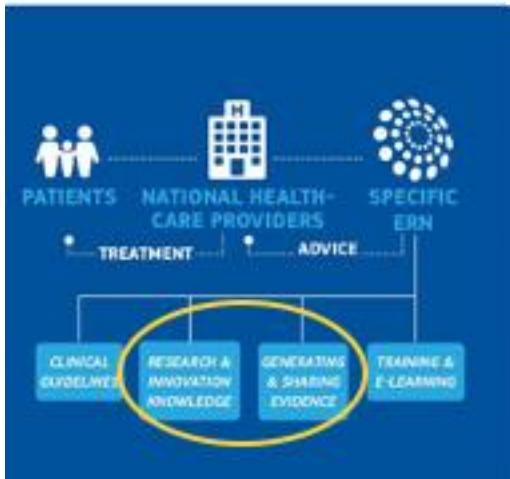 H
PATIENTS
NATIONAL HEALTH-
CARE PROVIDERS
SPECIFIC
ERN
TREATMENT
ADVICE
CLINICAL
GUIDELINES
RESEARCH &
INNOVATION
KNOWLEDGE
GENERATING
& SHARING
EVIDENCE
TRAINING &
E-LEARNING